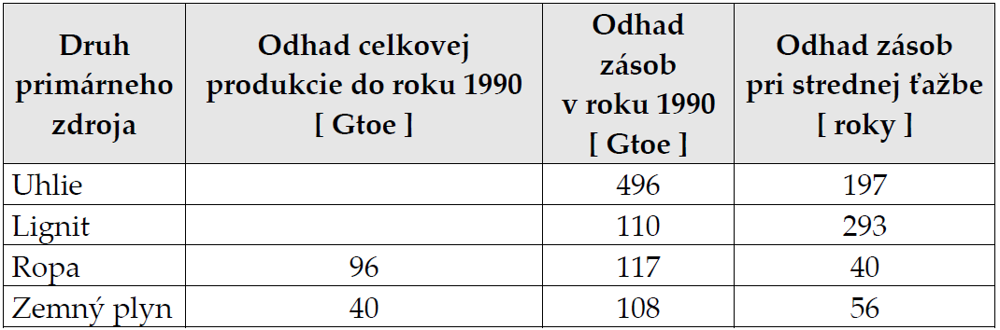 Druh primárneho zdroja
Odhad celkovej produkcie do roku 1990 [ Gtoe ]
Odhad zásob v roku 1990 [ Gtoe ]
Odhad zásob pri strednej ťažbe [ roky ]
Uhlie 496 197
Lignit 110 293
Ropa 96 117 40
Zemný plyn 40 108 56